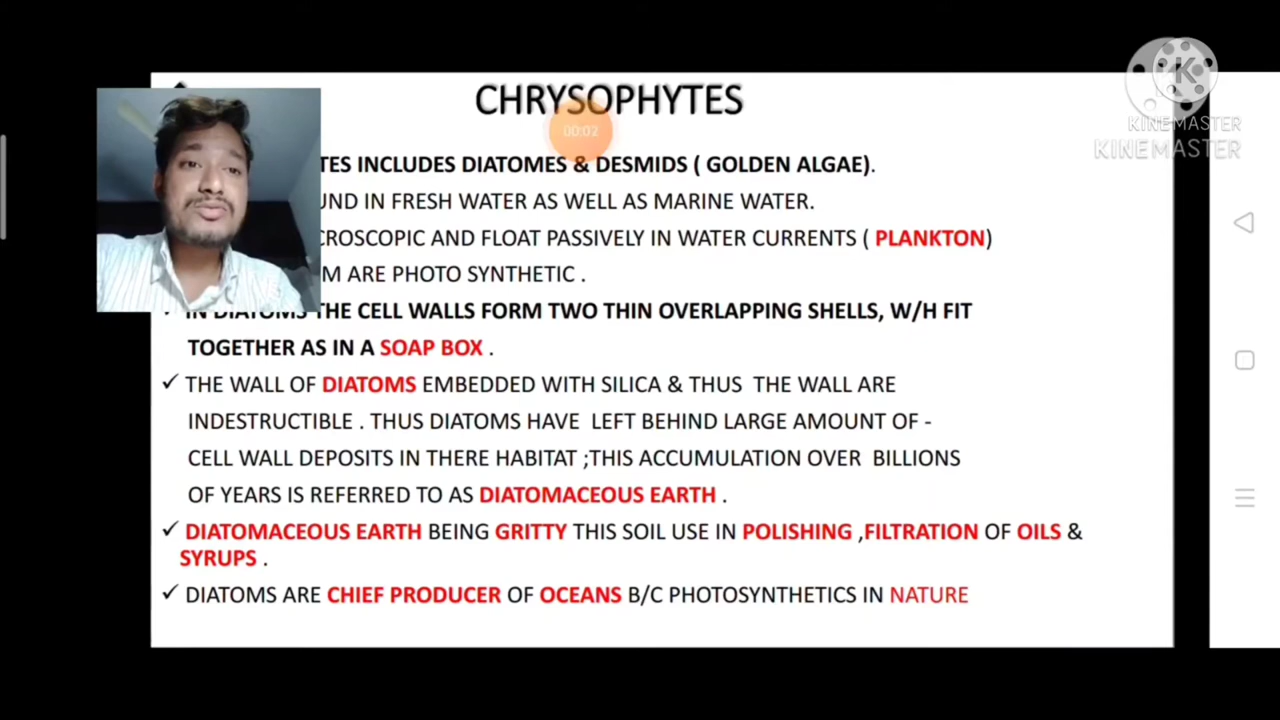 CHRYSOPHYTES
00:02
KINEMASTER
KINEMASTER
INCLUDES DIATOMES & DESMIDS ( GOLDEN ALGAE).
IN FRESH WATER AS WELL AS MARINE WATER.
AND FLOAT PASSIVELY IN WATER CURRENTS ( PLANKTON)
ARE PHOTO SYNTHETIC .
IN DIATOMS THE CELL WALLS FORM TWO THIN OVERLAPPING SHELLS, W/H FIT
TOGETHER AS IN A SOAP BOX .
✓ THE WALL OF DIATOMS EMBEDDED WITH SILICA & THUS THE WALL ARE
INDESTRUCTIBLE . THUS DIATOMS HAVE LEFT BEHIND LARGE AMOUNT OF -
CELL WALL DEPOSITS IN THERE HABITAT ;THIS ACCUMULATION OVER BILLIONS
OF YEARS IS REFERRED TO AS DIATOMACEOUS EARTH .
✓ DIATOMACEOUS EARTH BEING GRITTY THIS SOIL USE IN POLISHING ,FILTRATION OF OILS &
SYRUPS .
✓ DIATOMS ARE CHIEF PRODUCER OF OCEANS B/C PHOTOSYNTHETICS IN NATURE